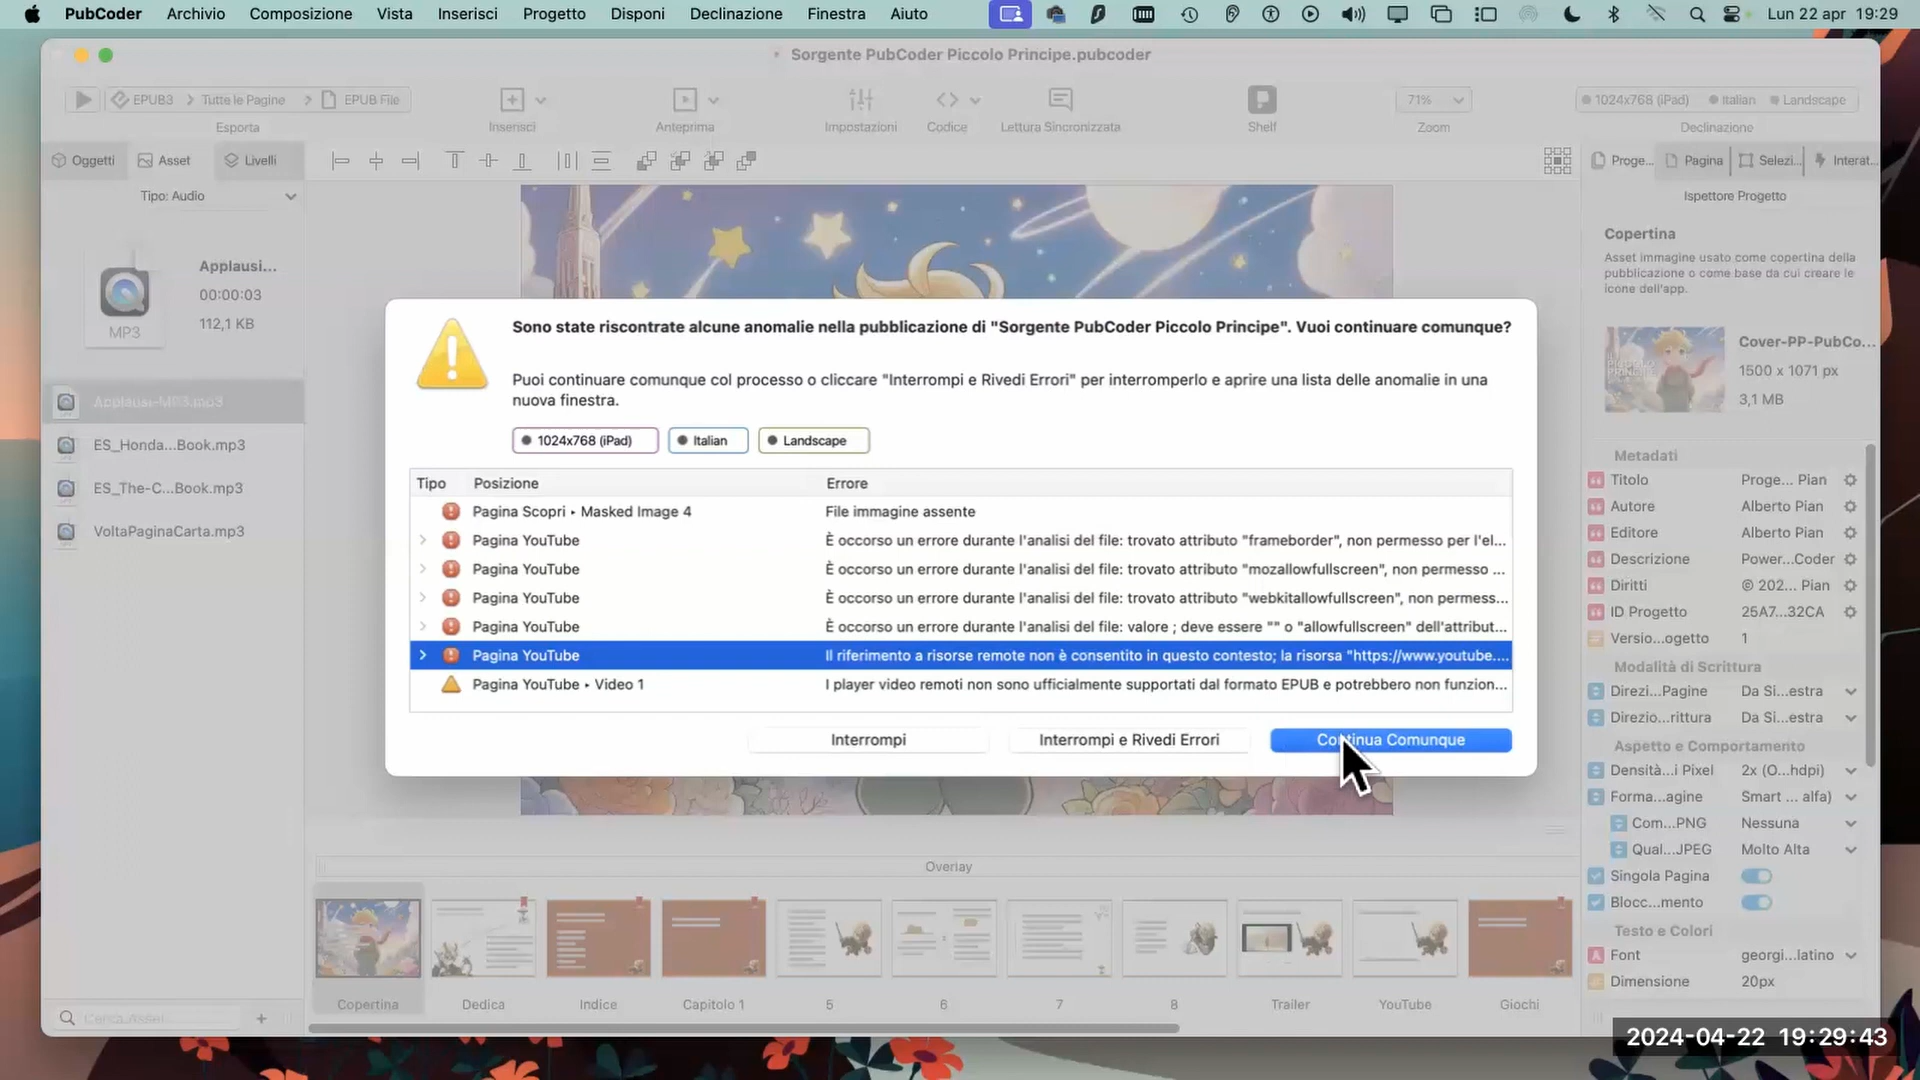 PubCoder Archivio Composizione Vista Inserisci Progetto Disponi Declinazione Finestra Aiuto Lun 22 apr 19:29
Sorgente PubCoder Piccolo Principe.pubcoder
EPUB3 Tutte le Pagine EPUB File
Esporta
Inserisci
Anteprima
Impostazioni
Codice
Lettura Sincronizzata
Shelf
71%
Zoom
1024x768 (iPad) Italian Landscape
Declinazione
Oggetti Asset Livelli
Tipo: Audio
Applausi...
00:00:03
112,1 KB
MP3
Applausi-MP3.mp3
ES_Honda...Book.mp3
ES_The-C...Book.mp3
VoltaPaginaCarta.mp3
Cerca Asset...
Sono state riscontrate alcune anomalie nella pubblicazione di "Sorgente PubCoder Piccolo Principe". Vuoi continuare comunque?
Puoi continuare comunque col processo o cliccare "Interrompi e Rivedi Errori" per interromperlo e aprire una lista delle anomalie in una
nuova finestra.
1024x768 (iPad) Italian Landscape
Tipo Posizione Errore
Pagina Scopri ▸ Masked Image 4 File immagine assente
Pagina YouTube È occorso un errore durante l'analisi del file: trovato attributo "frameborder", non permesso per l'el...
Pagina YouTube È occorso un errore durante l'analisi del file: trovato attributo "mozallowfullscreen", non permesso ...
Pagina YouTube È occorso un errore durante l'analisi del file: trovato attributo "webkitallowfullscreen", non permess...
Pagina YouTube È occorso un errore durante l'analisi del file: valore ; deve essere "" o "allowfullscreen" dell'attribut...
Pagina YouTube Il riferimento a risorse remote non è consentito in questo contesto; la risorsa "https://www.youtube....
Pagina YouTube ▸ Video 1 I player video remoti non sono ufficialmente supportati dal formato EPUB e potrebbero non funzion...
Interrompi Interrompi e Rivedi Errori Continua Comunque
Overlay
Copertina Dedica Indice Capitolo 1 5 6 7 8 Trailer YouTube Giochi
Proge... Pagina Selezi... Interat...
Ispettore Progetto
Copertina
Asset immagine usato come copertina della
pubblicazione o come base da cui creare le
icone dell'app.
Cover-PP-PubCo...
1500 x 1071 px
3,1 MB
Metadati
Titolo Proge... Pian
Autore Alberto Pian
Editore Alberto Pian
Descrizione Power...Coder
Diritti © 202... Pian
ID Progetto 25A7...32CA
Versio...ogetto 1
Modalità di Scrittura
Direzi...Pagine Da Si...estra
Direzio...rittura Da Si...estra
Aspetto e Comportamento
Densità...i Pixel 2x (O...hdpi)
Forma...agine Smart ... alfa)
Com...PNG Nessuna
Qual...JPEG Molto Alta
Singola Pagina
Blocc...mento
Testo e Colori
Font georgi...latino
Dimensione 20px
2024-04-22 19:29:43